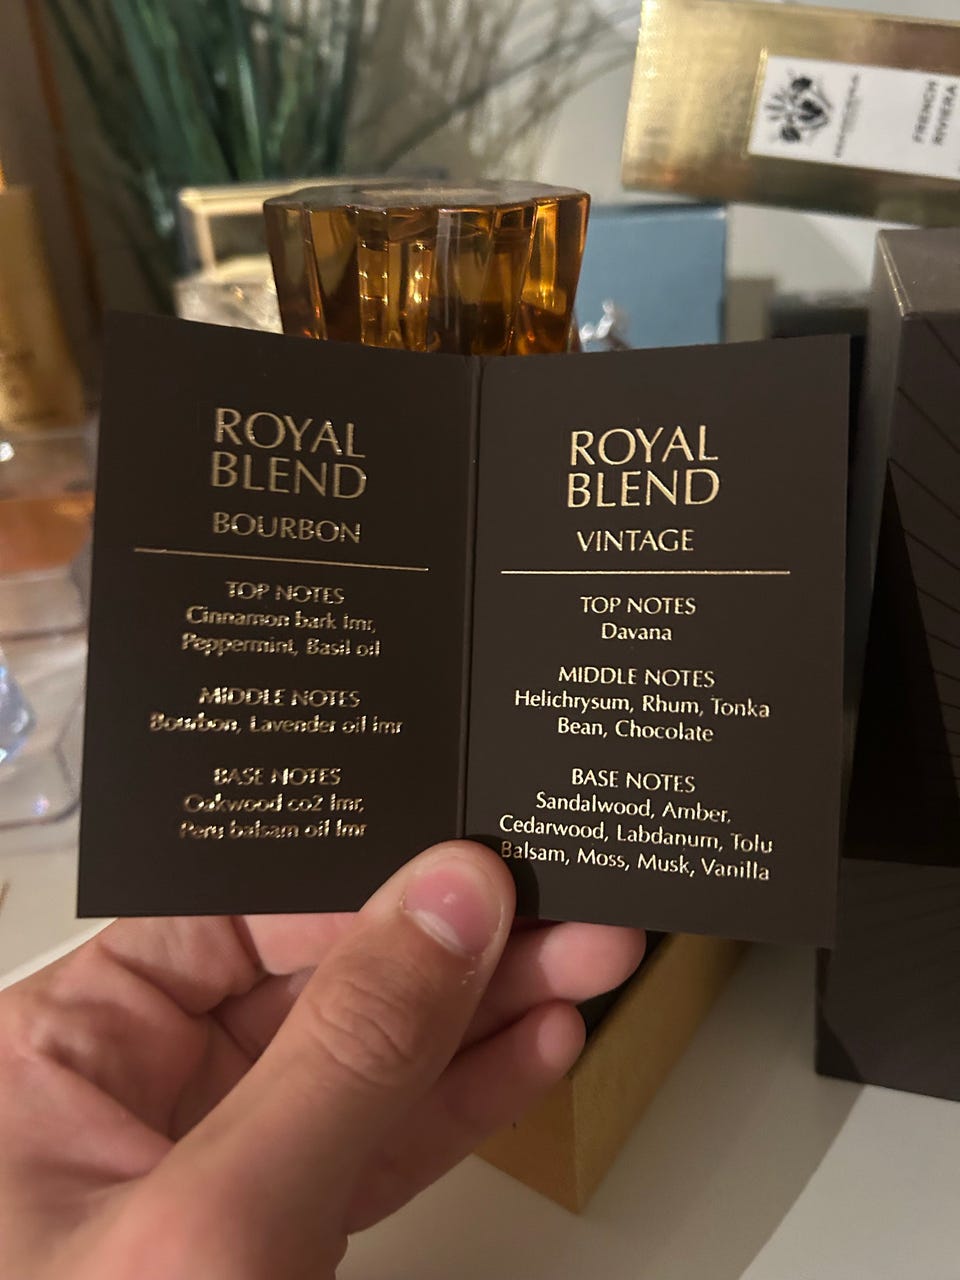 FRENCH
RIVIERA
ROYAL
BLEND
BOURBON
TOP NOTES
Cinnamon bark lmr,
Peppermint, Basil oil
MIDDLE NOTES
Bourbon, Lavender oil lmr
BASE NOTES
Oakwood co2 lmr,
Peru balsam oil lmr
ROYAL
BLEND
VINTAGE
TOP NOTES
Davana
MIDDLE NOTES
Helichrysum, Rhum, Tonka
Bean, Chocolate
BASE NOTES
Sandalwood, Amber,
Cedarwood, Labdanum, Tolu
Balsam, Moss, Musk, Vanilla